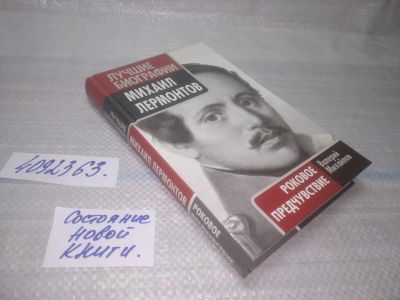 ЛУЧШИЕ
БИОГРАФИИ
МИХАИЛ
ЛЕРМОНТОВ
РОКОВОЕ
ПРЕДЧУВСТВИЕ
Валерий
Михайлов
МИХАИЛ ЛЕРМОНТОВ
РОКОВОЕ
4092363.
Состояние
новой
книги.